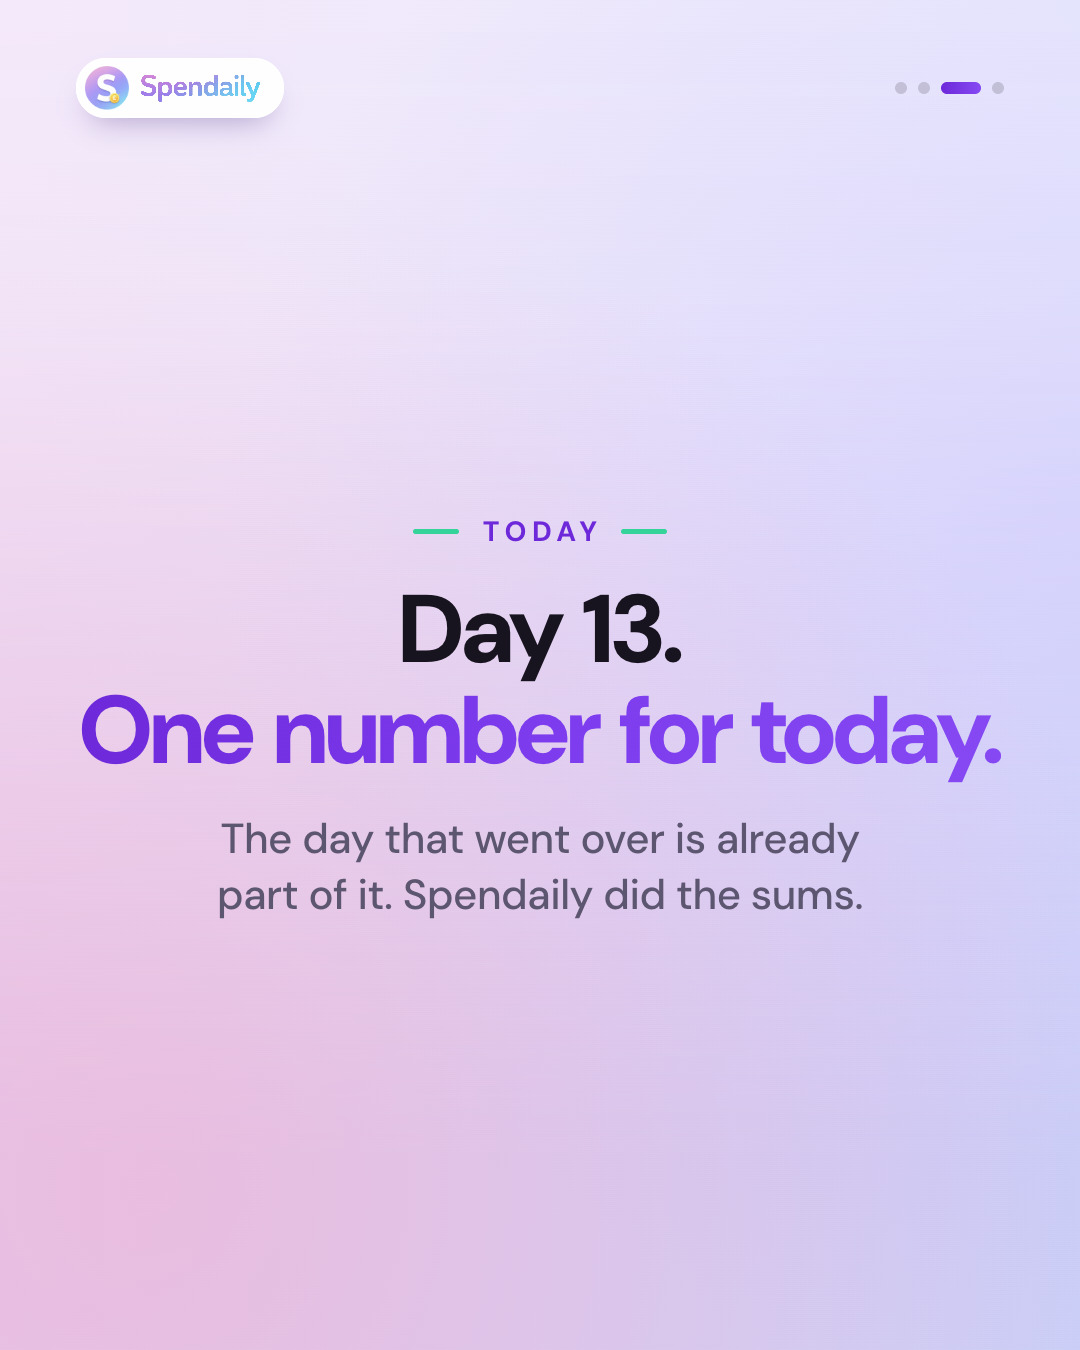 Spendaily
TODAY
Day 13.
One number for today.
The day that went over is already
part of it. Spendaily did the sums.